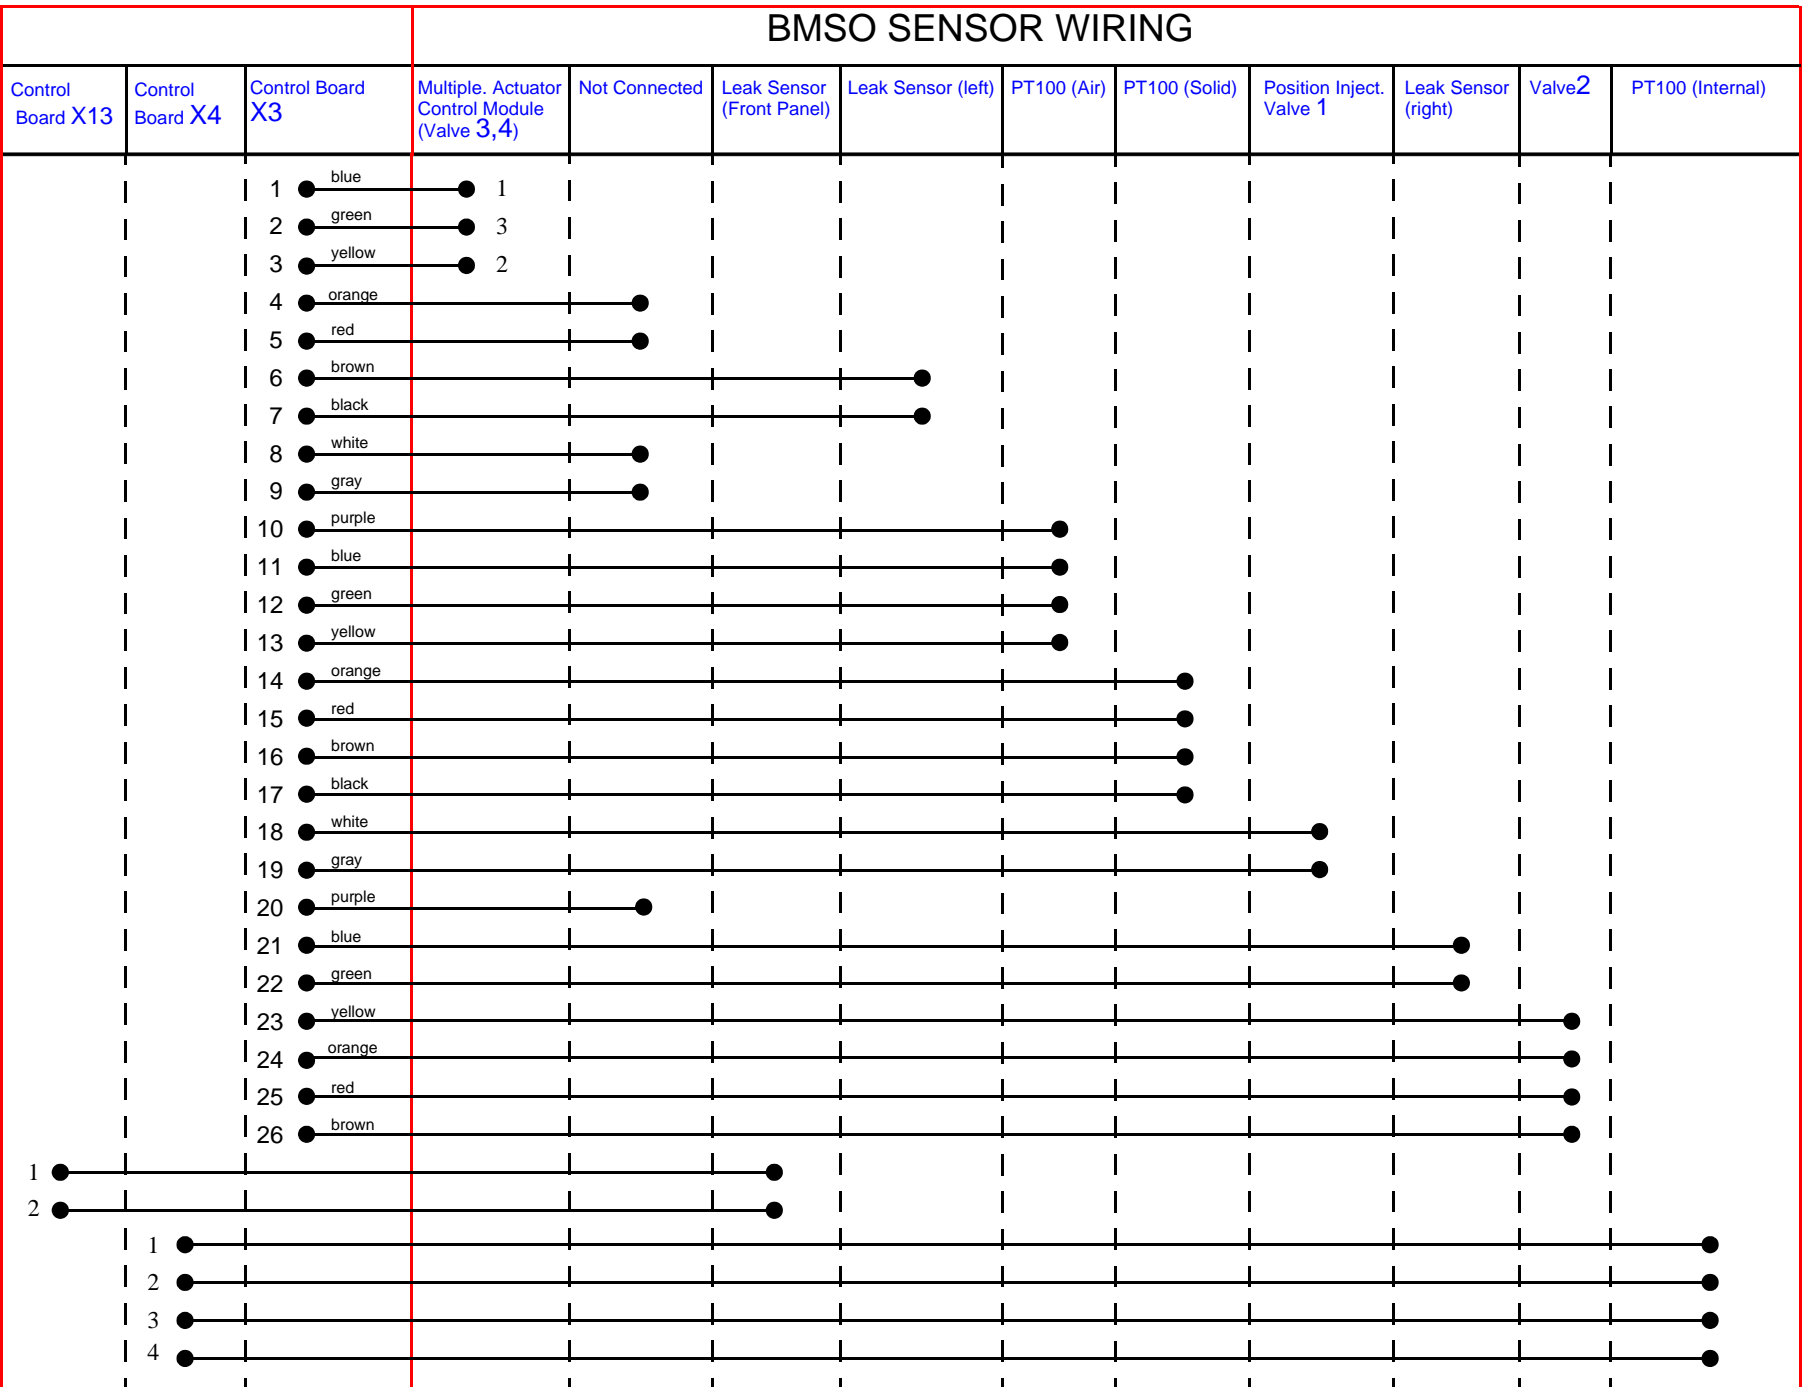 BMSO SENSOR WIRING
Control
Board X13
Control
Board X4
Control Board
X3
Multiple. Actuator
Control Module
(Valve 3,4)
Not Connected
Leak Sensor
(Front Panel)
Leak Sensor (left)
PT100 (Air)
PT100 (Solid)
Position Inject.
Valve 1
Leak Sensor
(right)
Valve2
PT100 (Internal)
1 blue 1
2 green 3
3 yellow 2
4 orange
5 red
6 brown
7 black
8 white
9 gray
10 purple
11 blue
12 green
13 yellow
14 orange
15 red
16 brown
17 black
18 white
19 gray
20 purple
21 blue
22 green
23 yellow
24 orange
25 red
26 brown
1
2
1
2
3
4